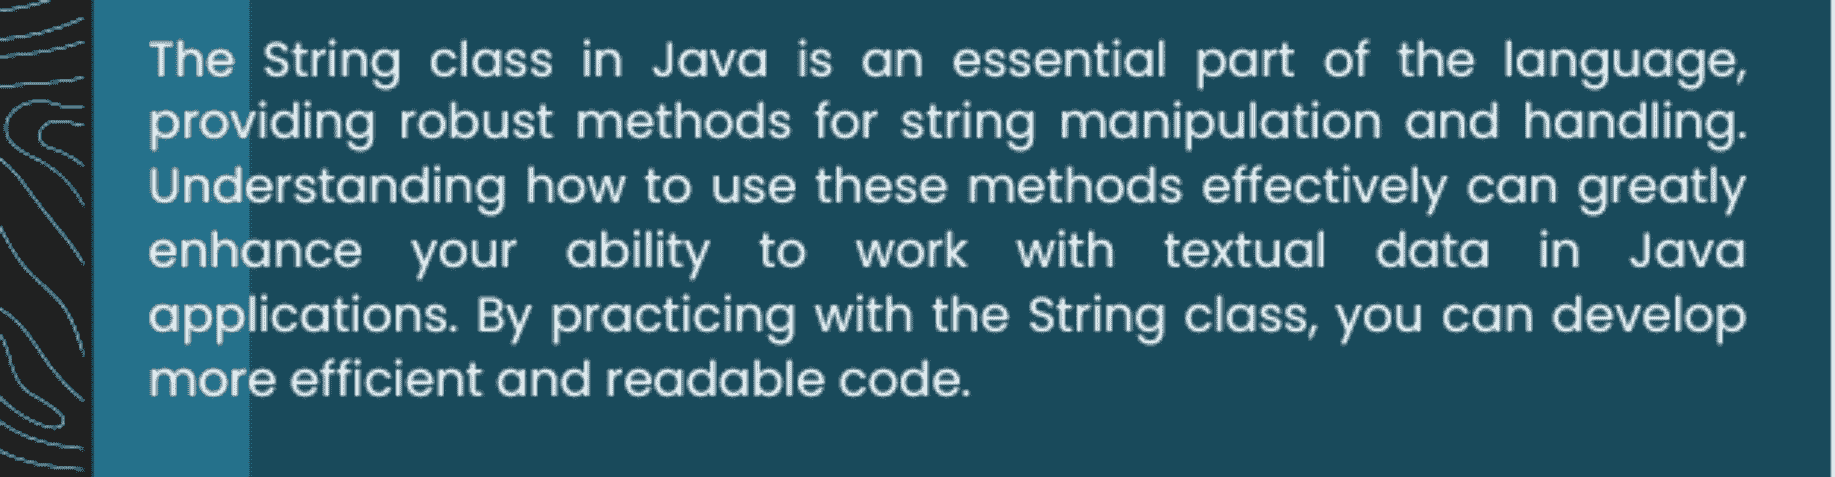 The String class in Java is an essential part of the language,
providing robust methods for string manipulation and handling.
Understanding how to use these methods effectively can greatly
enhance your ability to work with textual data in Java
applications. By practicing with the String class, you can develop
more efficient and readable code.